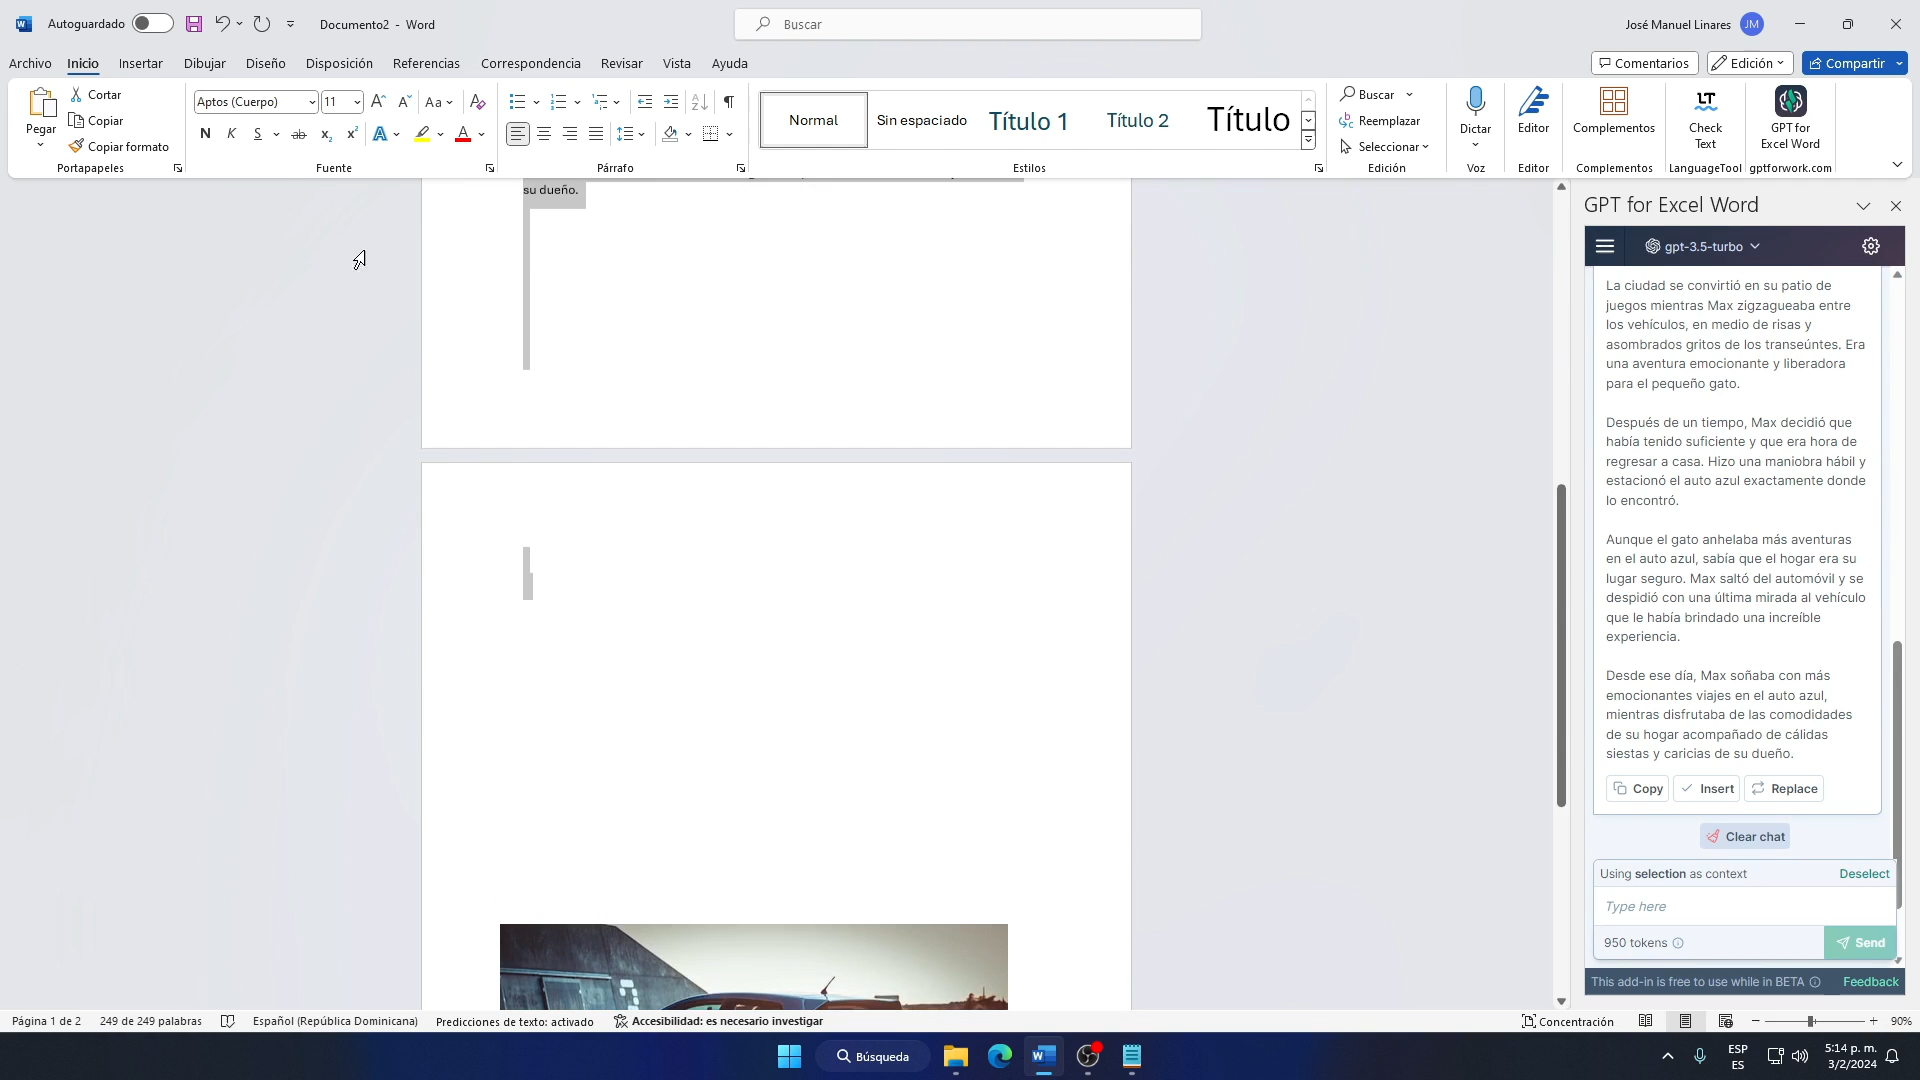 Autoguardado
Documento2 - Word
Buscar
José Manuel Linares
JM
Archivo
Inicio
Insertar
Dibujar
Diseño
Disposición
Referencias
Correspondencia
Revisar
Vista
Ayuda
Comentarios
Edición
Compartir
Pegar
Cortar
Copiar
Copiar formato
Portapapeles
Aptos (Cuerpo)
11
Aa
N K S ab x₂ x² A A
Fuente
Párrafo
Normal
Sin espaciado
Título 1
Título 2
Título
Estilos
Buscar
Reemplazar
Seleccionar
Edición
Dictar
Voz
Editor
Editor
Complementos
Complementos
LT
Check
Text
LanguageTool
GPT for
Excel Word
gptforwork.com
su dueño.
GPT for Excel Word
gpt-3.5-turbo
La ciudad se convirtió en su patio de
juegos mientras Max zigzagueaba entre
los vehículos, en medio de risas y
asombrados gritos de los transeúntes. Era
una aventura emocionante y liberadora
para el pequeño gato.
Después de un tiempo, Max decidió que
había tenido suficiente y que era hora de
regresar a casa. Hizo una maniobra hábil y
estacionó el auto azul exactamente donde
lo encontró.
Aunque el gato anhelaba más aventuras
en el auto azul, sabía que el hogar era su
lugar seguro. Max saltó del automóvil y se
despidió con una última mirada al vehículo
que le había brindado una increíble
experiencia.
Desde ese día, Max soñaba con más
emocionantes viajes en el auto azul,
mientras disfrutaba de las comodidades
de su hogar acompañado de cálidas
siestas y caricias de su dueño.
Copy
Insert
Replace
Clear chat
Using selection as context
Deselect
Type here
950 tokens
Send
This add-in is free to use while in BETA
Feedback
Página 1 de 2
249 de 249 palabras
Español (República Dominicana)
Predicciones de texto: activado
Accesibilidad: es necesario investigar
Concentración
90%
Búsqueda
ESP
ES
5:14 p. m.
3/2/2024